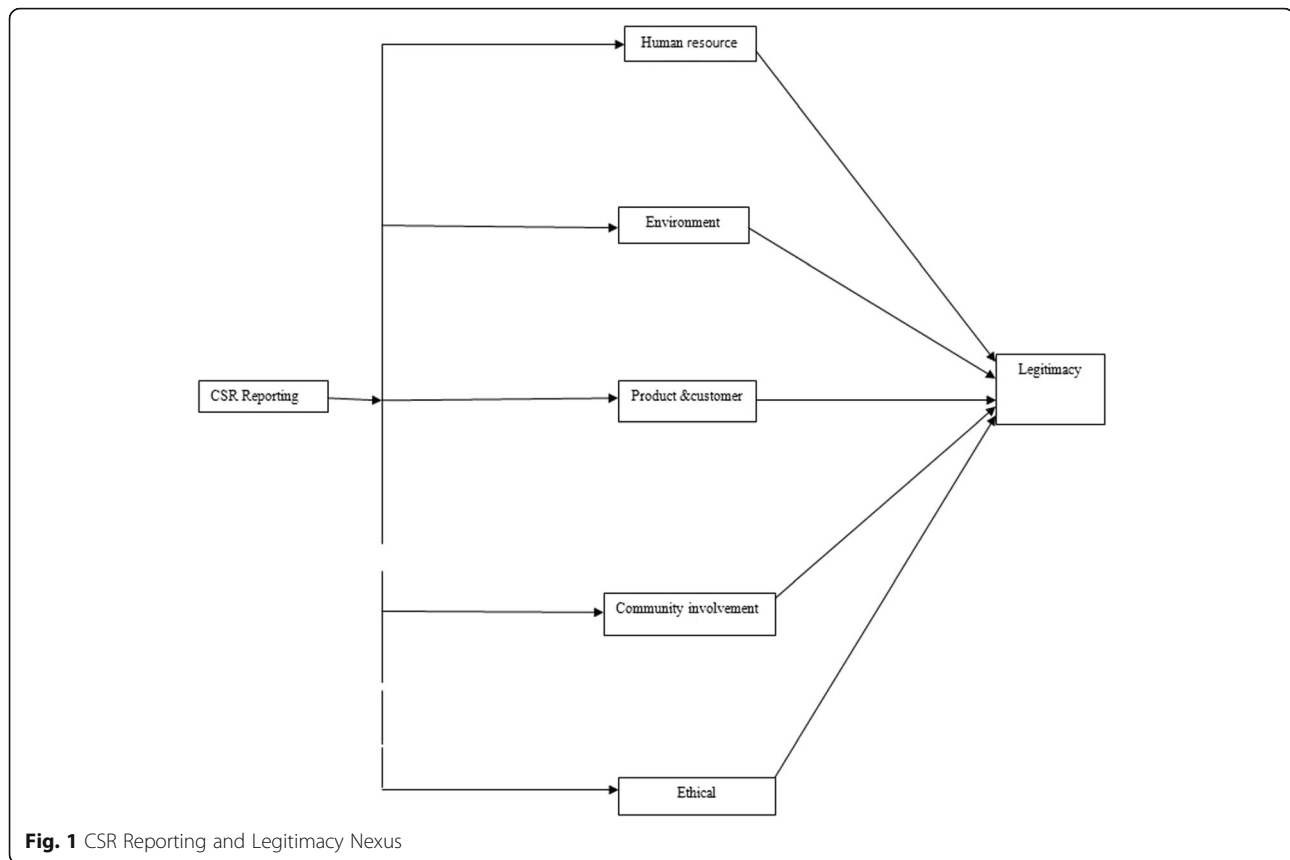 Human resource
Environment
CSR Reporting
Product &customer
Legitimacy
Community involvement
Ethical
Fig. 1 CSR Reporting and Legitimacy Nexus